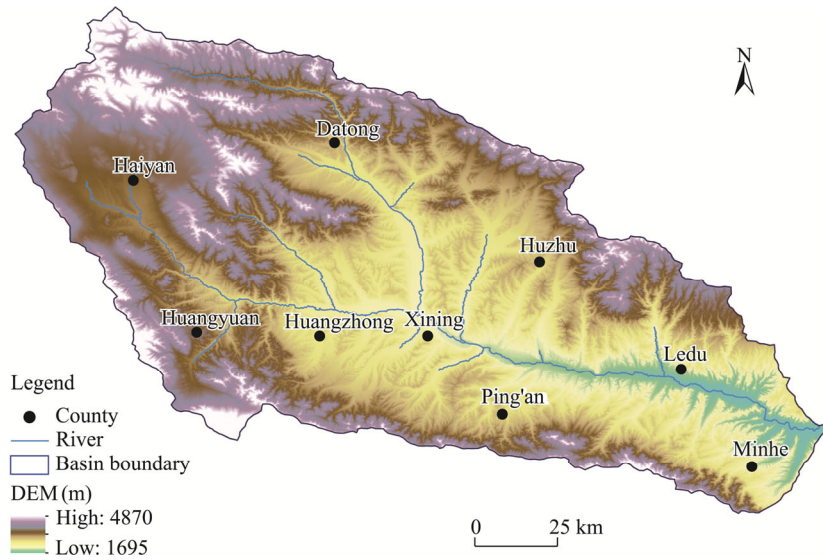 N
Datong
Haiyan
Huzhu
Huangyuan
Huangzhong
Xining
Ledu
Ping'an
Minhe
Legend
County
River
Basin boundary
DEM (m)
High: 4870
Low: 1695
0 25 km